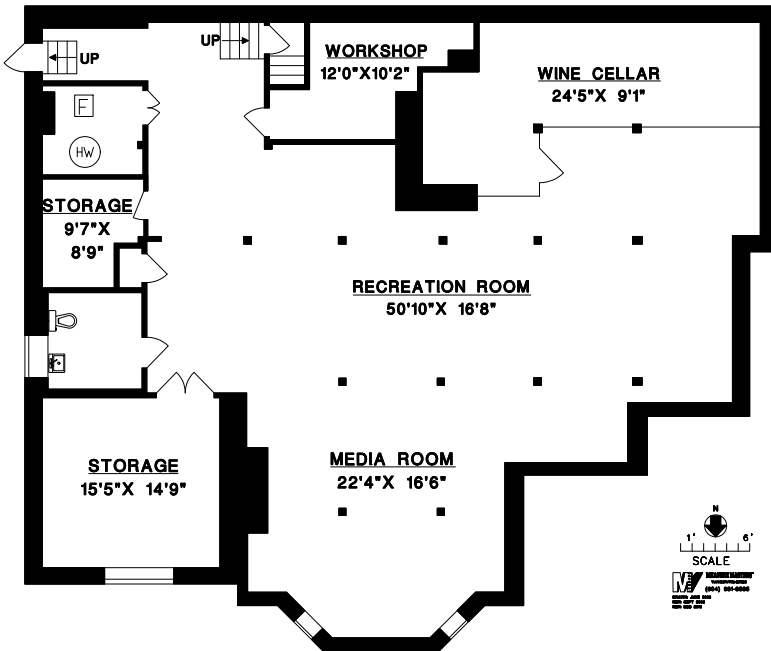 UP
UP
WORKSHOP
12'0"X10'2"
WINE CELLAR
24'5"X 9'1"
F
HW
STORAGE
9'7"X
8'9"
RECREATION ROOM
50'10"X 16'8"
STORAGE
15'5"X 14'9"
MEDIA ROOM
22'4"X 16'6"
N
1' 6'
SCALE